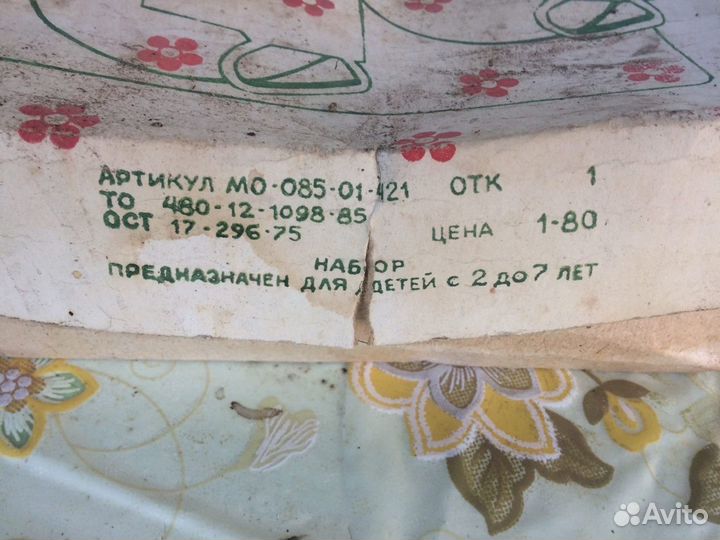 АРТИКУЛ МО-085-01-421 ОТК 1
ТО 480-12-1098-85
ОСТ 17-296-75 ЦЕНА 1-80
НАБОР
ПРЕДНАЗНАЧЕН ДЛЯ ДЕТЕЙ с 2 до 7 ЛЕТ
Avito